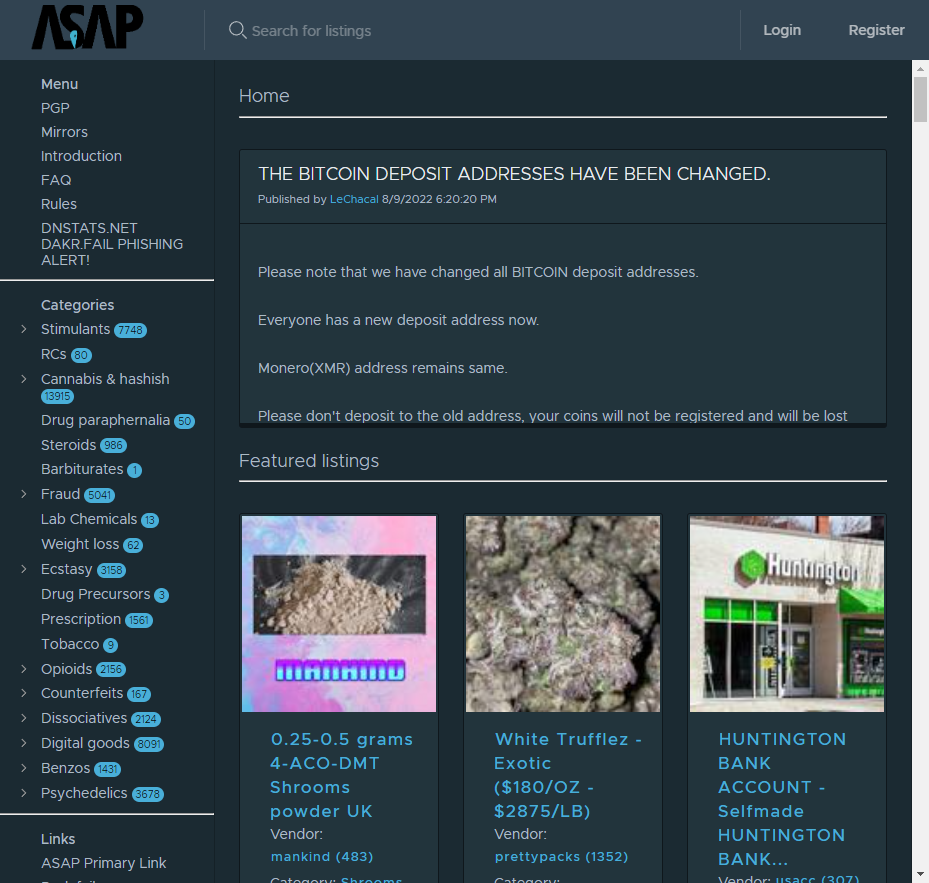 ASAP
Search for listings
Login
Register
Menu
PGP
Mirrors
Introduction
FAQ
Rules
DNSTATS.NET
DAKR.FAIL PHISHING
ALERT!
Categories
Stimulants 7748
RCs 80
Cannabis & hashish
13915
Drug paraphernalia 50
Steroids 986
Barbiturates 1
Fraud 5041
Lab Chemicals 13
Weight loss 62
Ecstasy 3158
Drug Precursors 3
Prescription 1561
Tobacco 9
Opioids 2156
Counterfeits 167
Dissociatives 2124
Digital goods 8091
Benzos 1431
Psychedelics 3678
Links
ASAP Primary Link
Home
THE BITCOIN DEPOSIT ADDRESSES HAVE BEEN CHANGED.
Published by LeChacal 8/9/2022 6:20:20 PM
Please note that we have changed all BITCOIN deposit addresses.
Everyone has a new deposit address now.
Monero(XMR) address remains same.
Please don't deposit to the old address, your coins will not be registered and will be lost
Featured listings
MANKIND
0.25-0.5 grams
4-ACO-DMT
Shrooms
powder UK
Vendor:
mankind (483)
Category: Shrooms
White Trufflez -
Exotic
($180/OZ -
$2875/LB)
Vendor:
prettypacks (1352)
Category:
Huntington
HUNTINGTON
BANK
ACCOUNT -
Selfmade
HUNTINGTON
BANK...
Vendor: usacc (307)